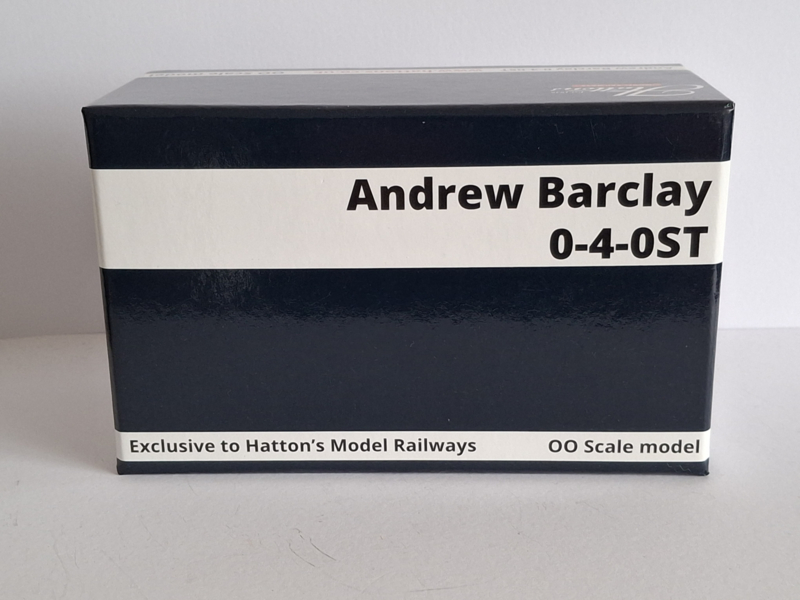 Andrew Barclay
0-4-0ST
Exclusive to Hatton's Model Railways
OO Scale model